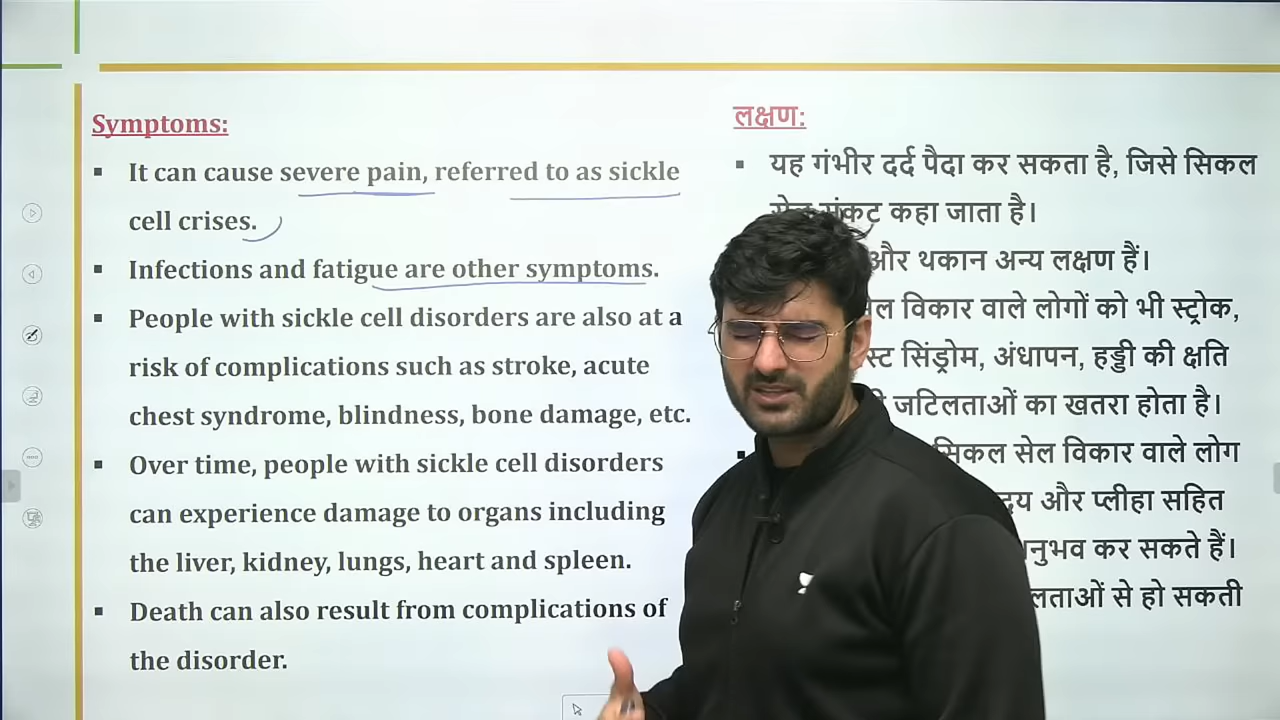 Symptoms:
▪ It can cause severe pain, referred to as sickle
cell crises.
▪ Infections and fatigue are other symptoms.
▪ People with sickle cell disorders are also at a
risk of complications such as stroke, acute
chest syndrome, blindness, bone damage, etc.
▪ Over time, people with sickle cell disorders
can experience damage to organs including
the liver, kidney, lungs, heart and spleen.
▪ Death can also result from complications of
the disorder.
लक्षण:
▪ यह गंभीर दर्द पैदा कर सकता है, जिसे सिकल
कहा जाता है।
और थकान अन्य लक्षण हैं।
विकार वाले लोगों को भी स्ट्रोक,
सिंड्रोम, अंधापन, हड्डी की क्षति
जटिलताओं का खतरा होता है।
सेल विकार वाले लोग
और प्लीहा सहित
कर सकते हैं।
से हो सकती